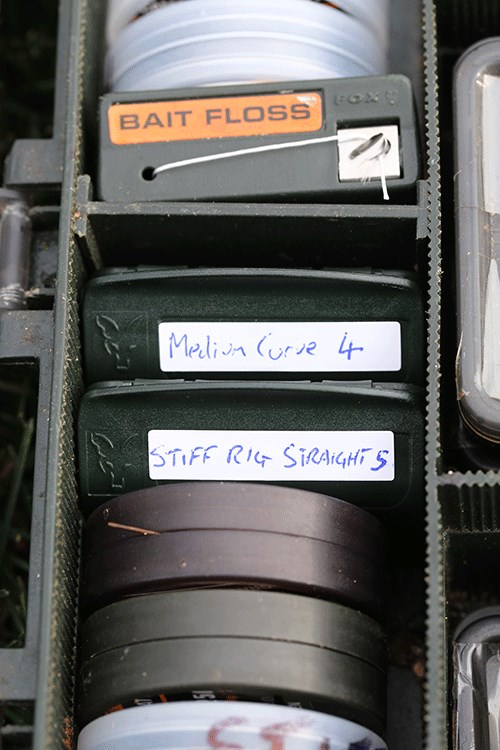 BAIT FLOSS
FOX
Medium Curve 4
STIFF RIG STRAIGHT 5